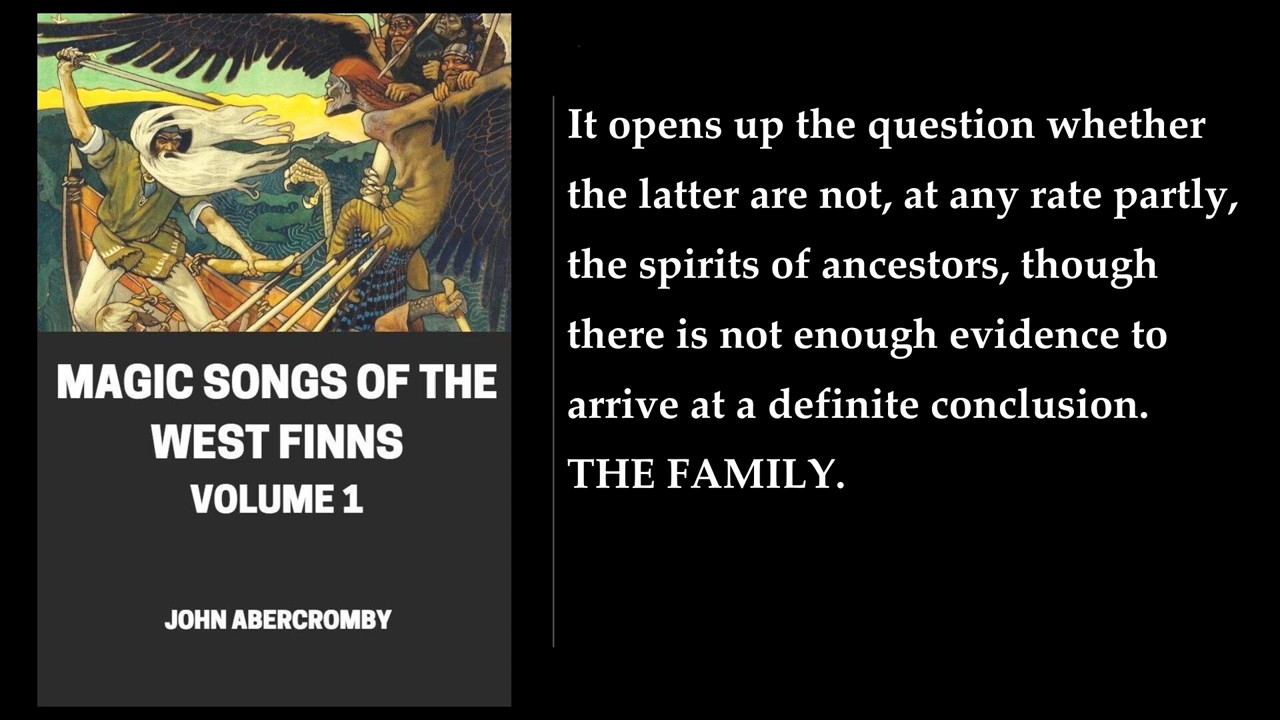 MAGIC SONGS OF THE
WEST FINNS
VOLUME 1
JOHN ABERCROMBY
It opens up the question whether
the latter are not, at any rate partly,
the spirits of ancestors, though
there is not enough evidence to
arrive at a definite conclusion.
THE FAMILY.